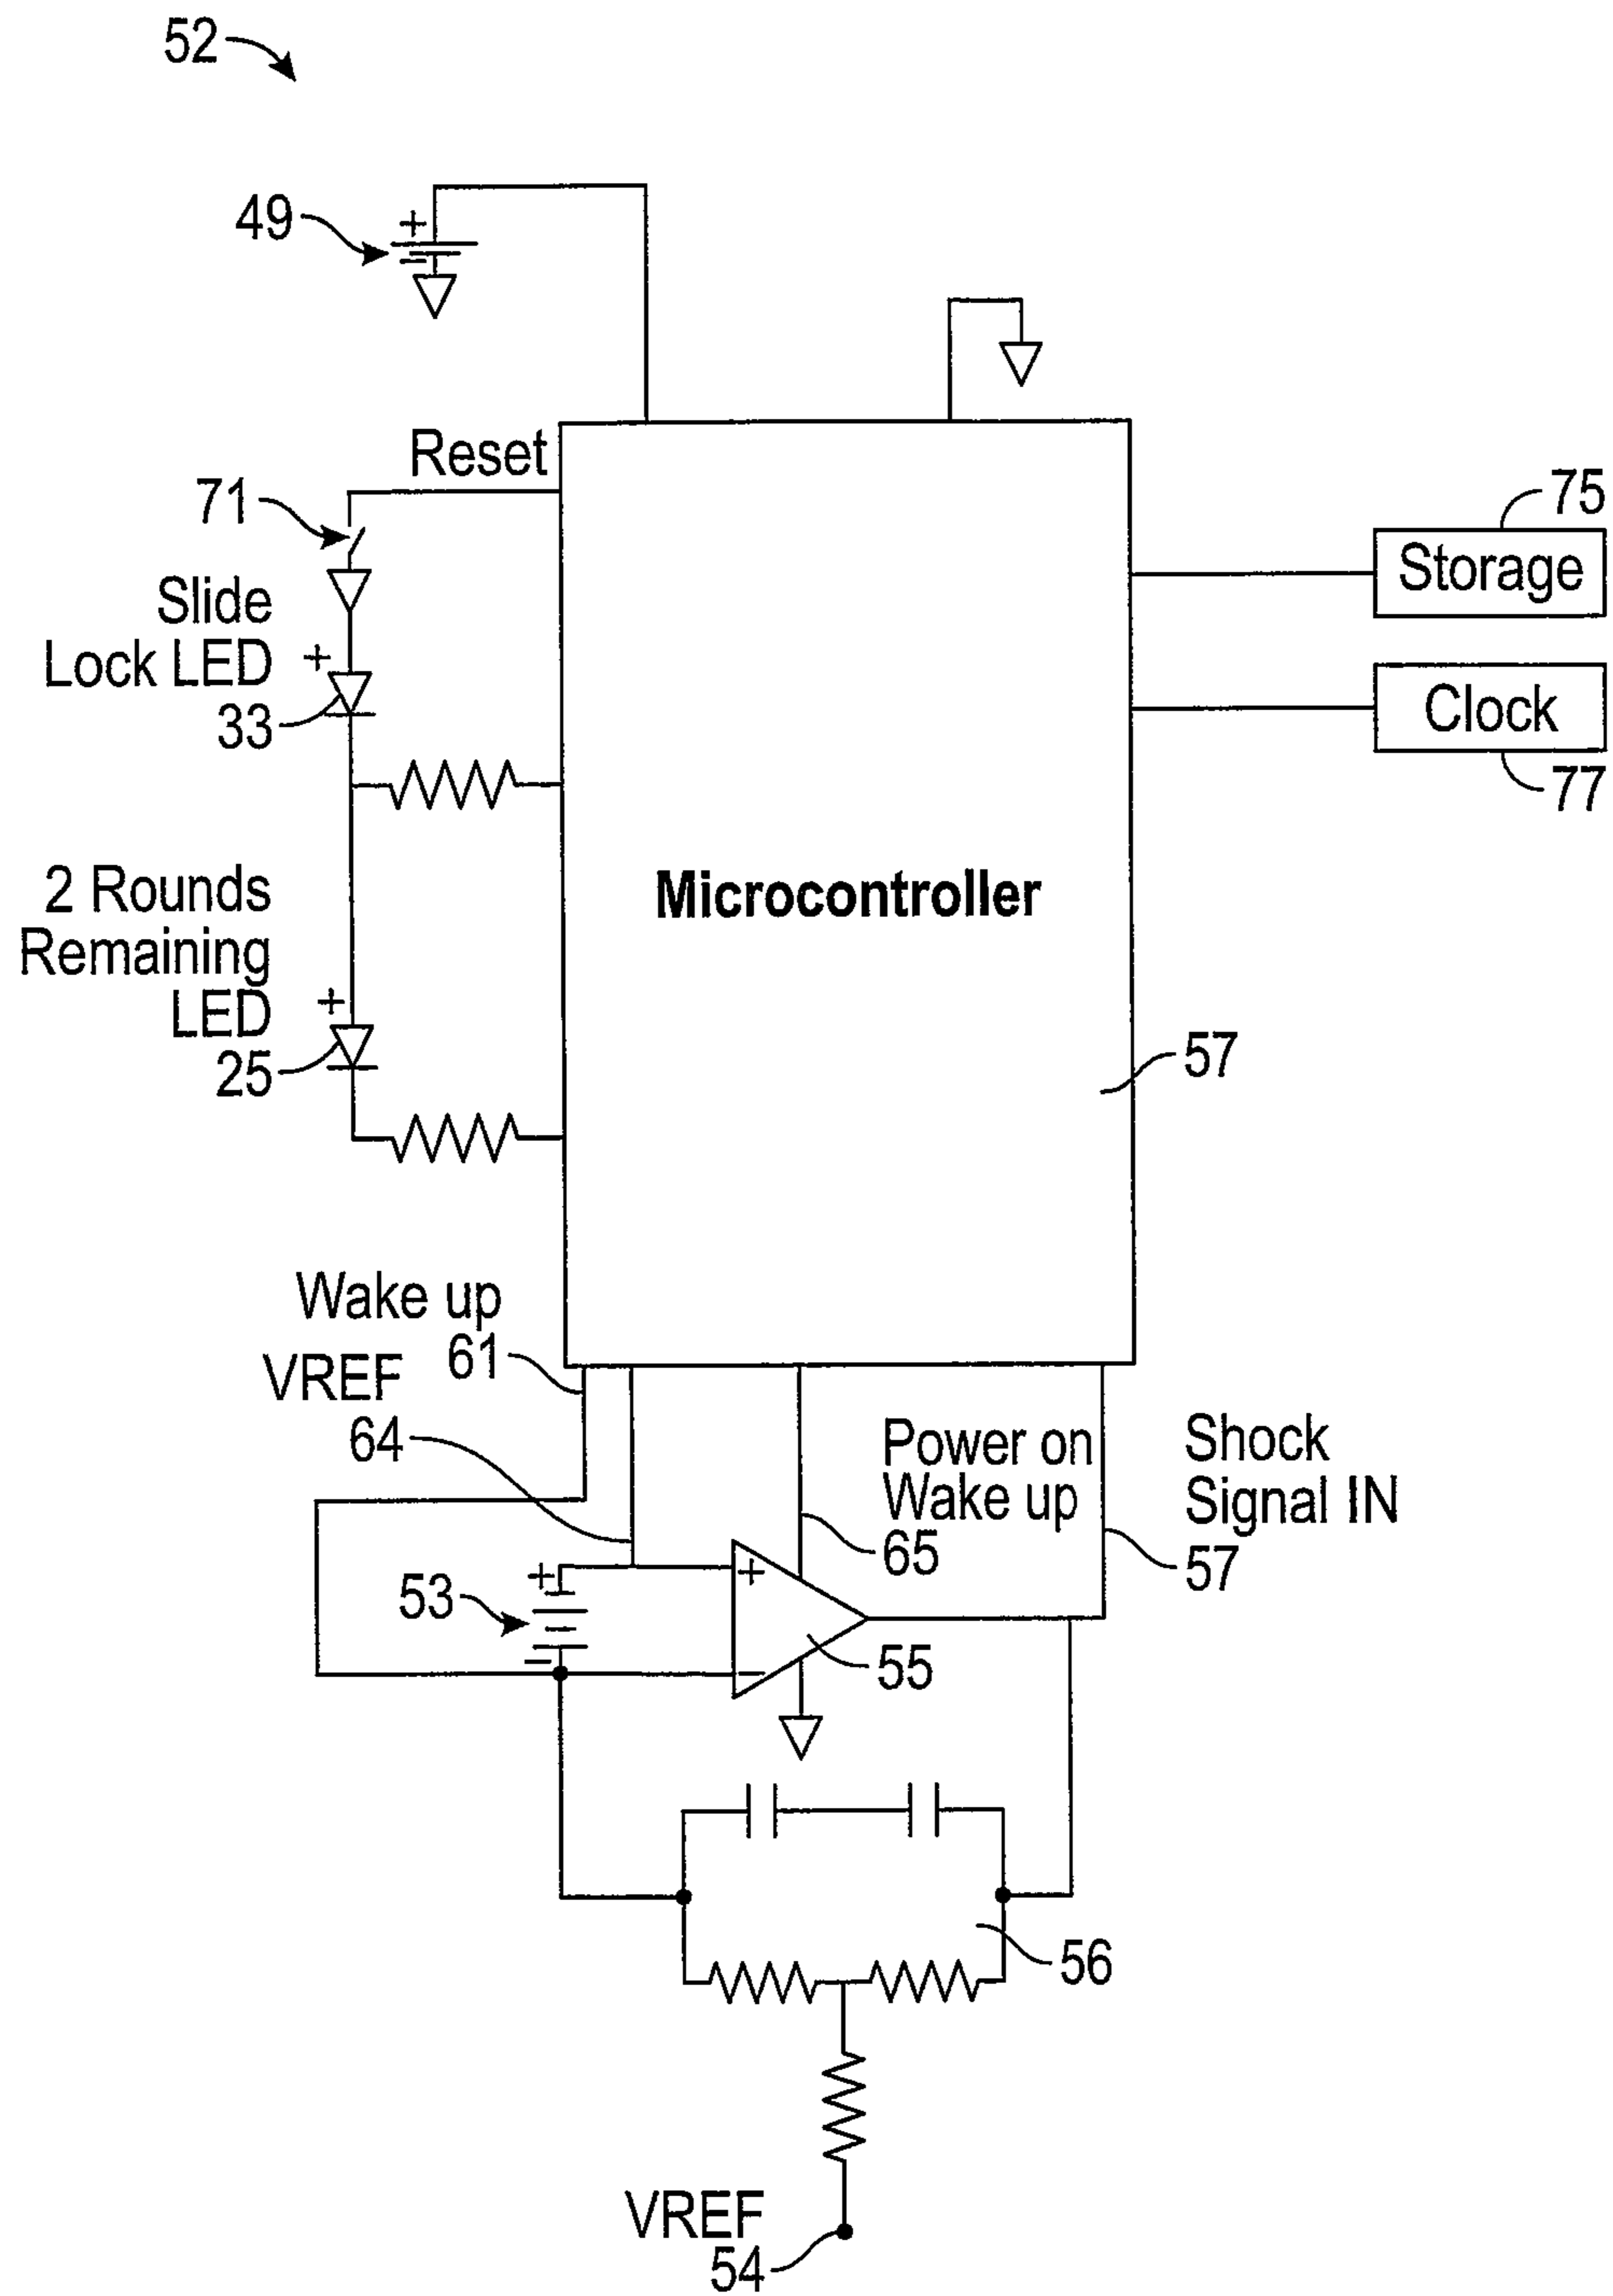 52
49
+
-
Reset
71
75
Storage
Slide
Lock LED
33
+
Clock
77
2 Rounds
Remaining
LED
25
+
Microcontroller
57
Wake up
61
VREF
64
Power on
Wake up
65
Shock
Signal IN
57
53
+
-
+
-
55
56
VREF
54